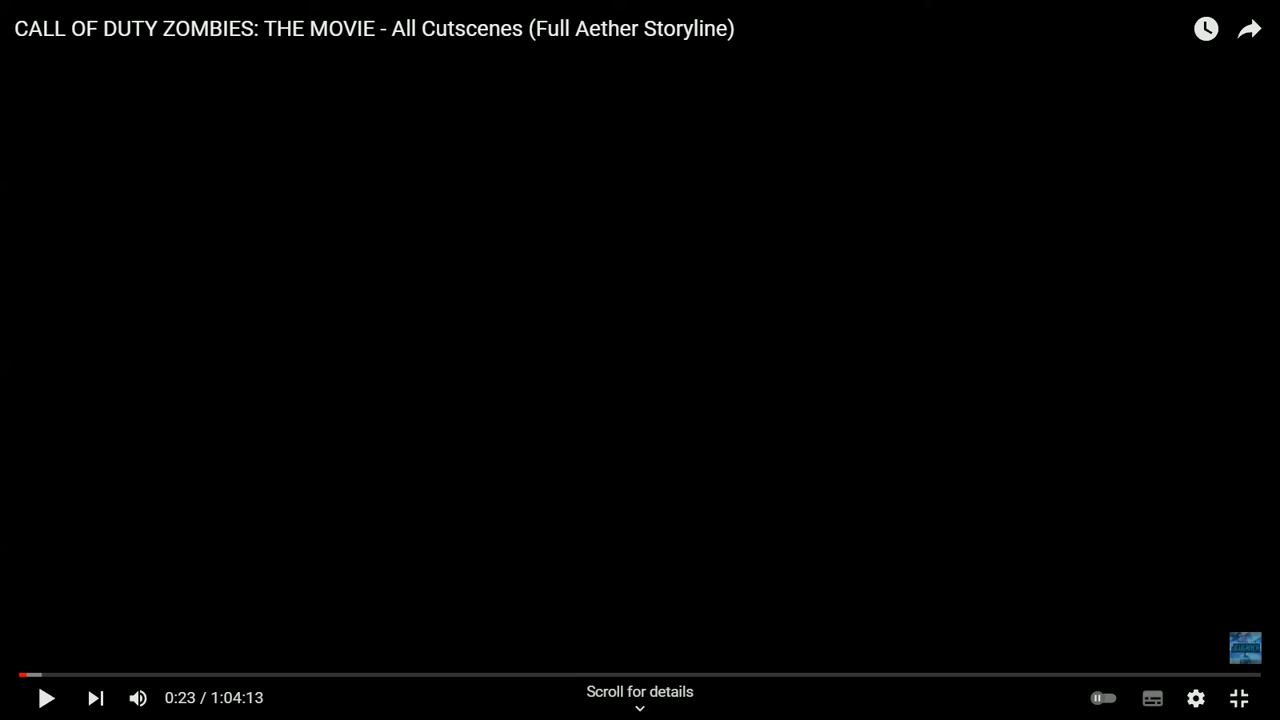 CALL OF DUTY ZOMBIES: THE MOVIE - All Cutscenes (Full Aether Storyline)
0:23 / 1:04:13
Scroll for details